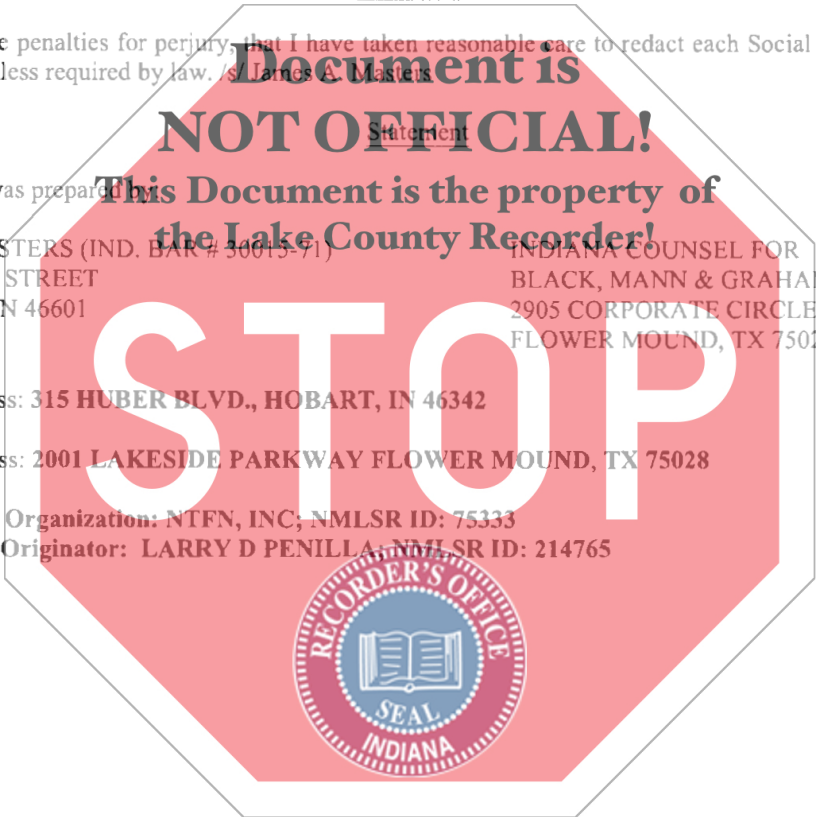 e penalties for perjury, that I have taken reasonable care to redact each Social
less required by law. /s/ James A. Masters
Document is
NOT OFFICIAL!
Statement
This Document is the property of
the Lake County Recorder!
was prepared by:
STERS (IND. BAR # 30015-71)
INDIANA COUNSEL FOR
STREET
BLACK, MANN & GRAHAM
N 46601
2905 CORPORATE CIRCLE
FLOWER MOUND, TX 7502
STOP
ss: 315 HUBER BLVD., HOBART, IN 46342
ss: 2001 LAKESIDE PARKWAY FLOWER MOUND, TX 75028
Organization: NTFN, INC; NMLSR ID: 75333
Originator: LARRY D PENILLA; NMLSR ID: 214765
RECORDER'S OFFICE
SEAL
INDIANA